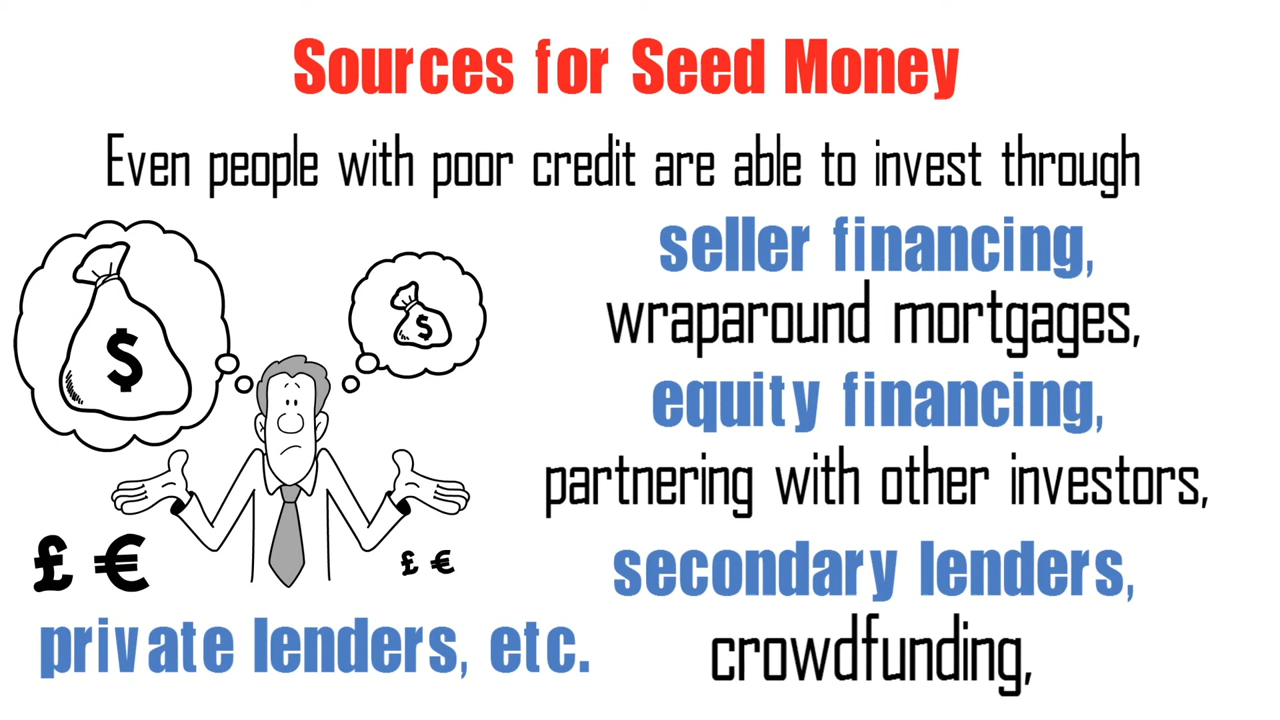 Sources for Seed Money
Even people with poor credit are able to invest through
seller financing,
wraparound mortgages,
equity financing,
partnering with other investors,
secondary lenders,
crowdfunding,
private lenders, etc.
$
$
£ €
£ €